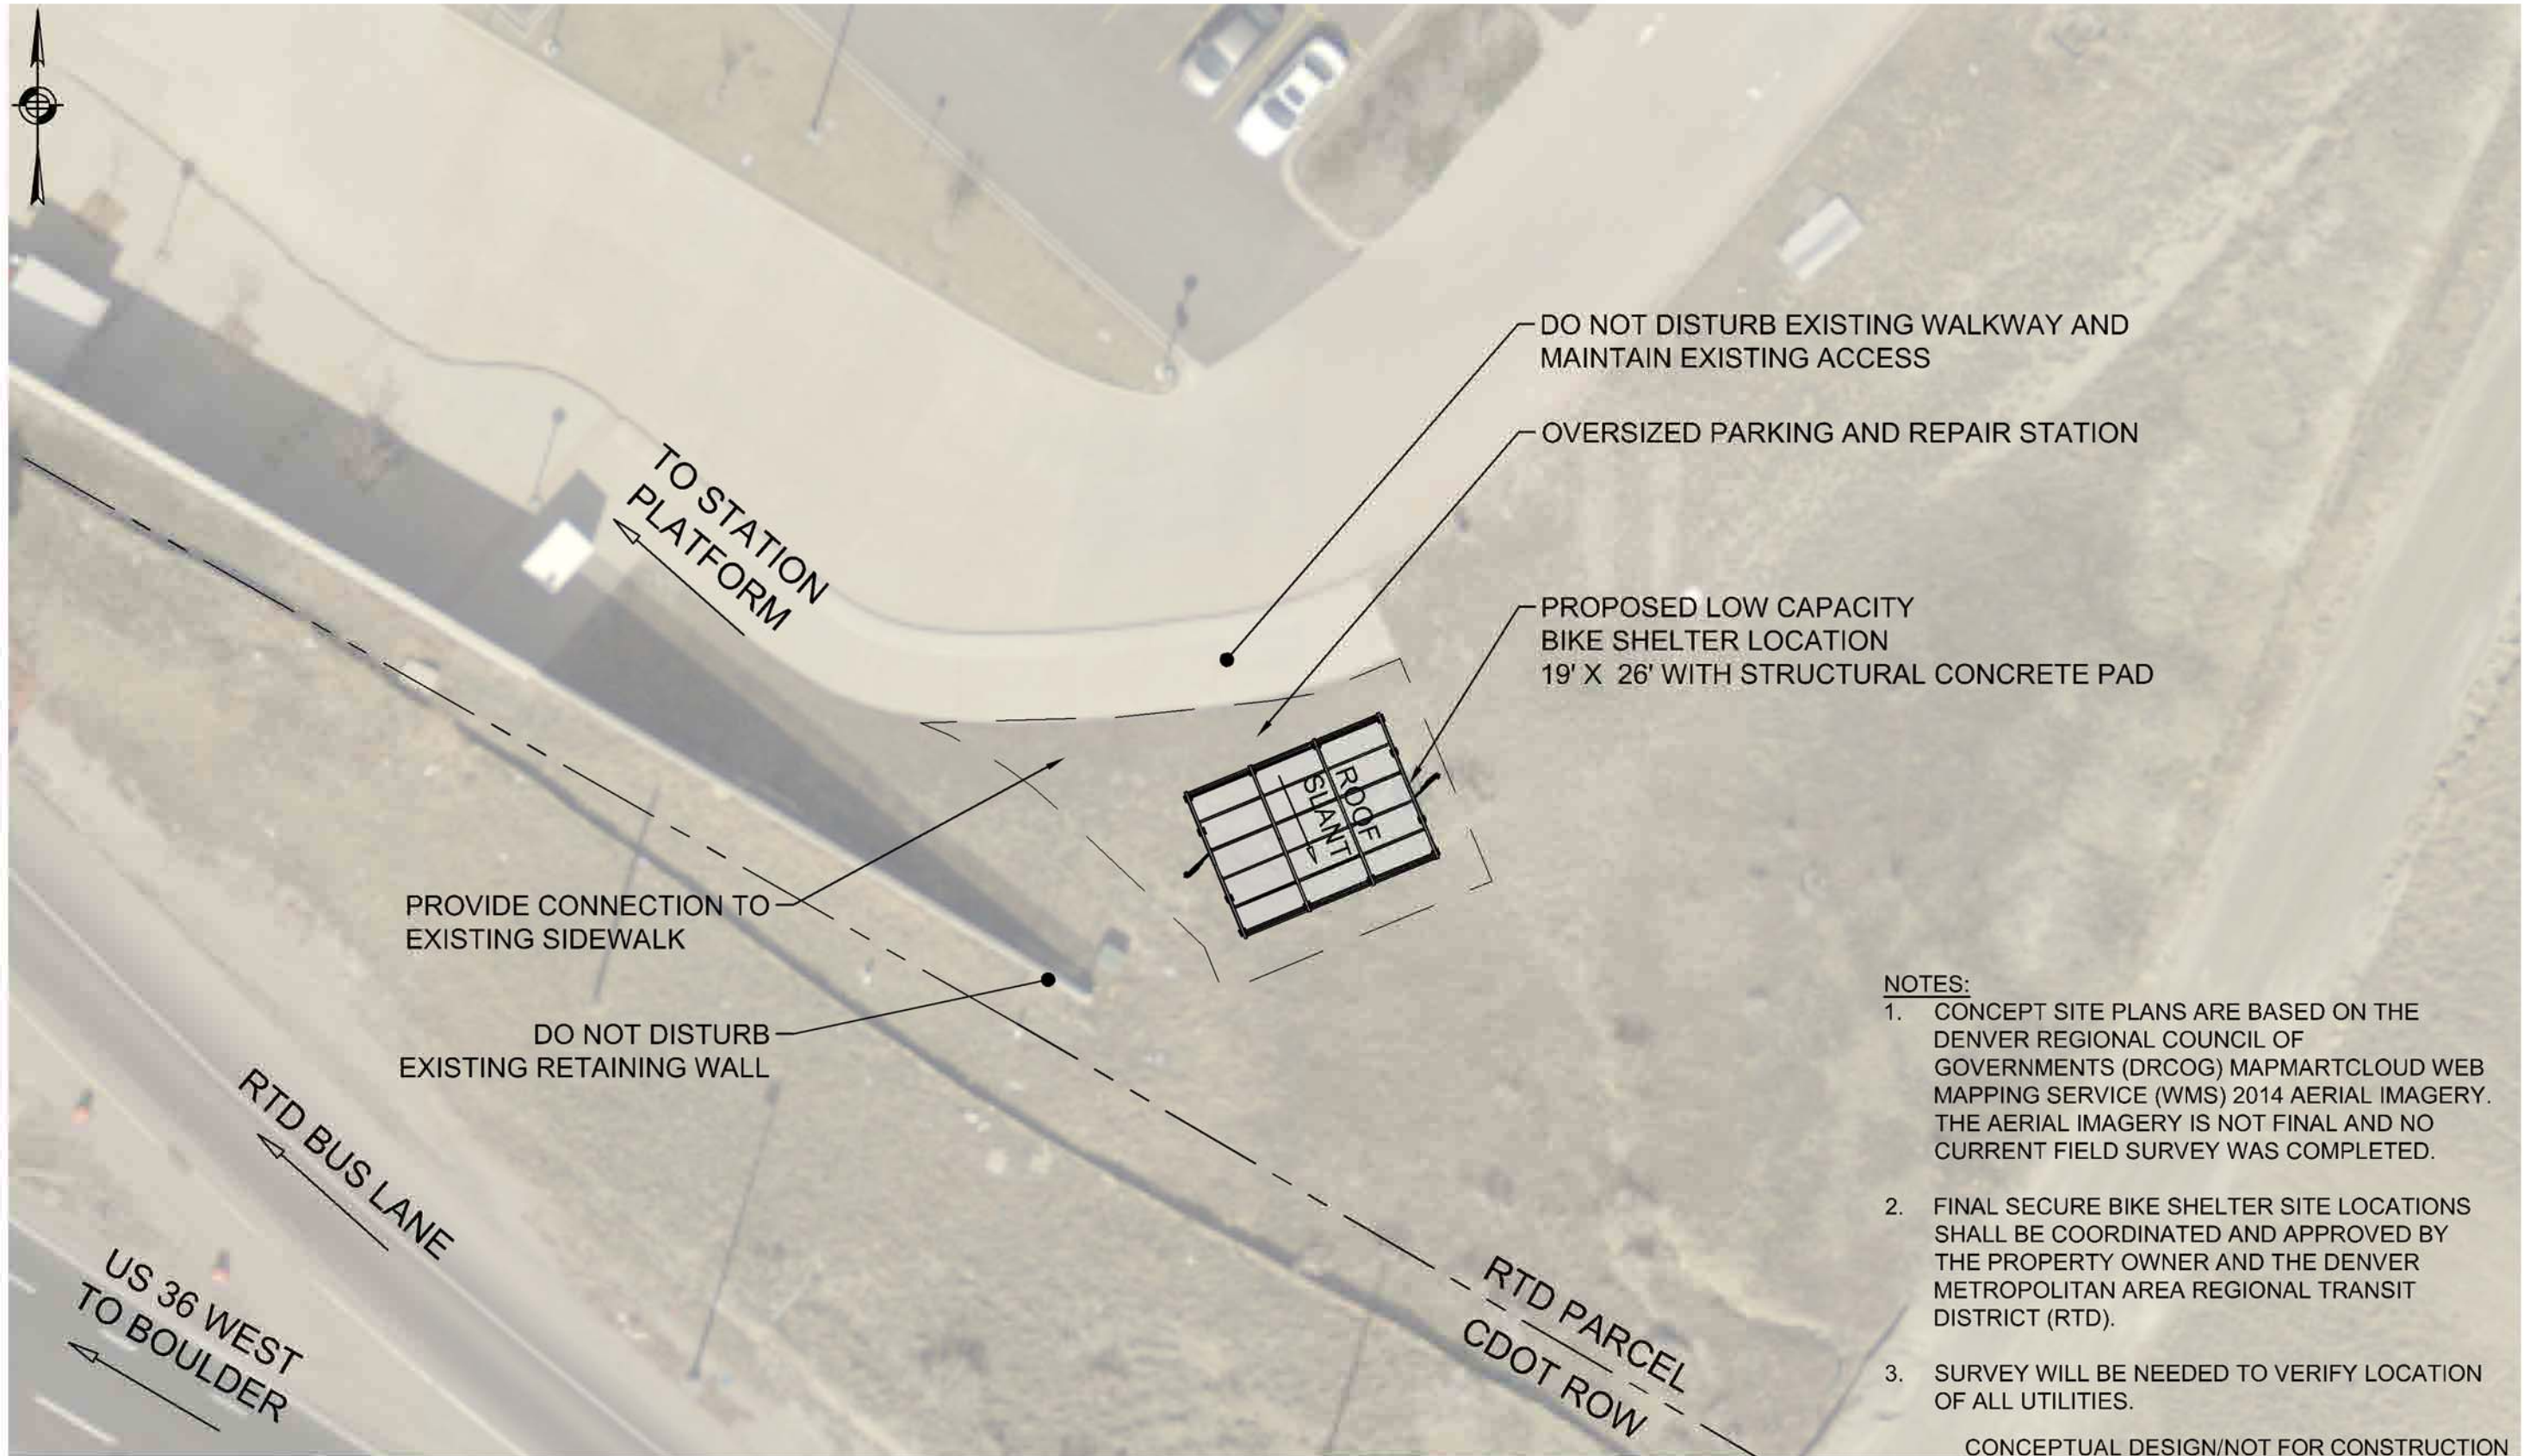 DO NOT DISTURB EXISTING WALKWAY AND
MAINTAIN EXISTING ACCESS
OVERSIZED PARKING AND REPAIR STATION
TO STATION
PLATFORM
PROPOSED LOW CAPACITY
BIKE SHELTER LOCATION
19' X 26' WITH STRUCTURAL CONCRETE PAD
ROOF
SLANT
PROVIDE CONNECTION TO
EXISTING SIDEWALK
DO NOT DISTURB
EXISTING RETAINING WALL
RTD BUS LANE
US 36 WEST
TO BOULDER
RTD PARCEL
CDOT ROW
NOTES:
1. CONCEPT SITE PLANS ARE BASED ON THE
DENVER REGIONAL COUNCIL OF
GOVERNMENTS (DRCOG) MAPMARTCLOUD WEB
MAPPING SERVICE (WMS) 2014 AERIAL IMAGERY.
THE AERIAL IMAGERY IS NOT FINAL AND NO
CURRENT FIELD SURVEY WAS COMPLETED.
2. FINAL SECURE BIKE SHELTER SITE LOCATIONS
SHALL BE COORDINATED AND APPROVED BY
THE PROPERTY OWNER AND THE DENVER
METROPOLITAN AREA REGIONAL TRANSIT
DISTRICT (RTD).
3. SURVEY WILL BE NEEDED TO VERIFY LOCATION
OF ALL UTILITIES.
CONCEPTUAL DESIGN/NOT FOR CONSTRUCTION